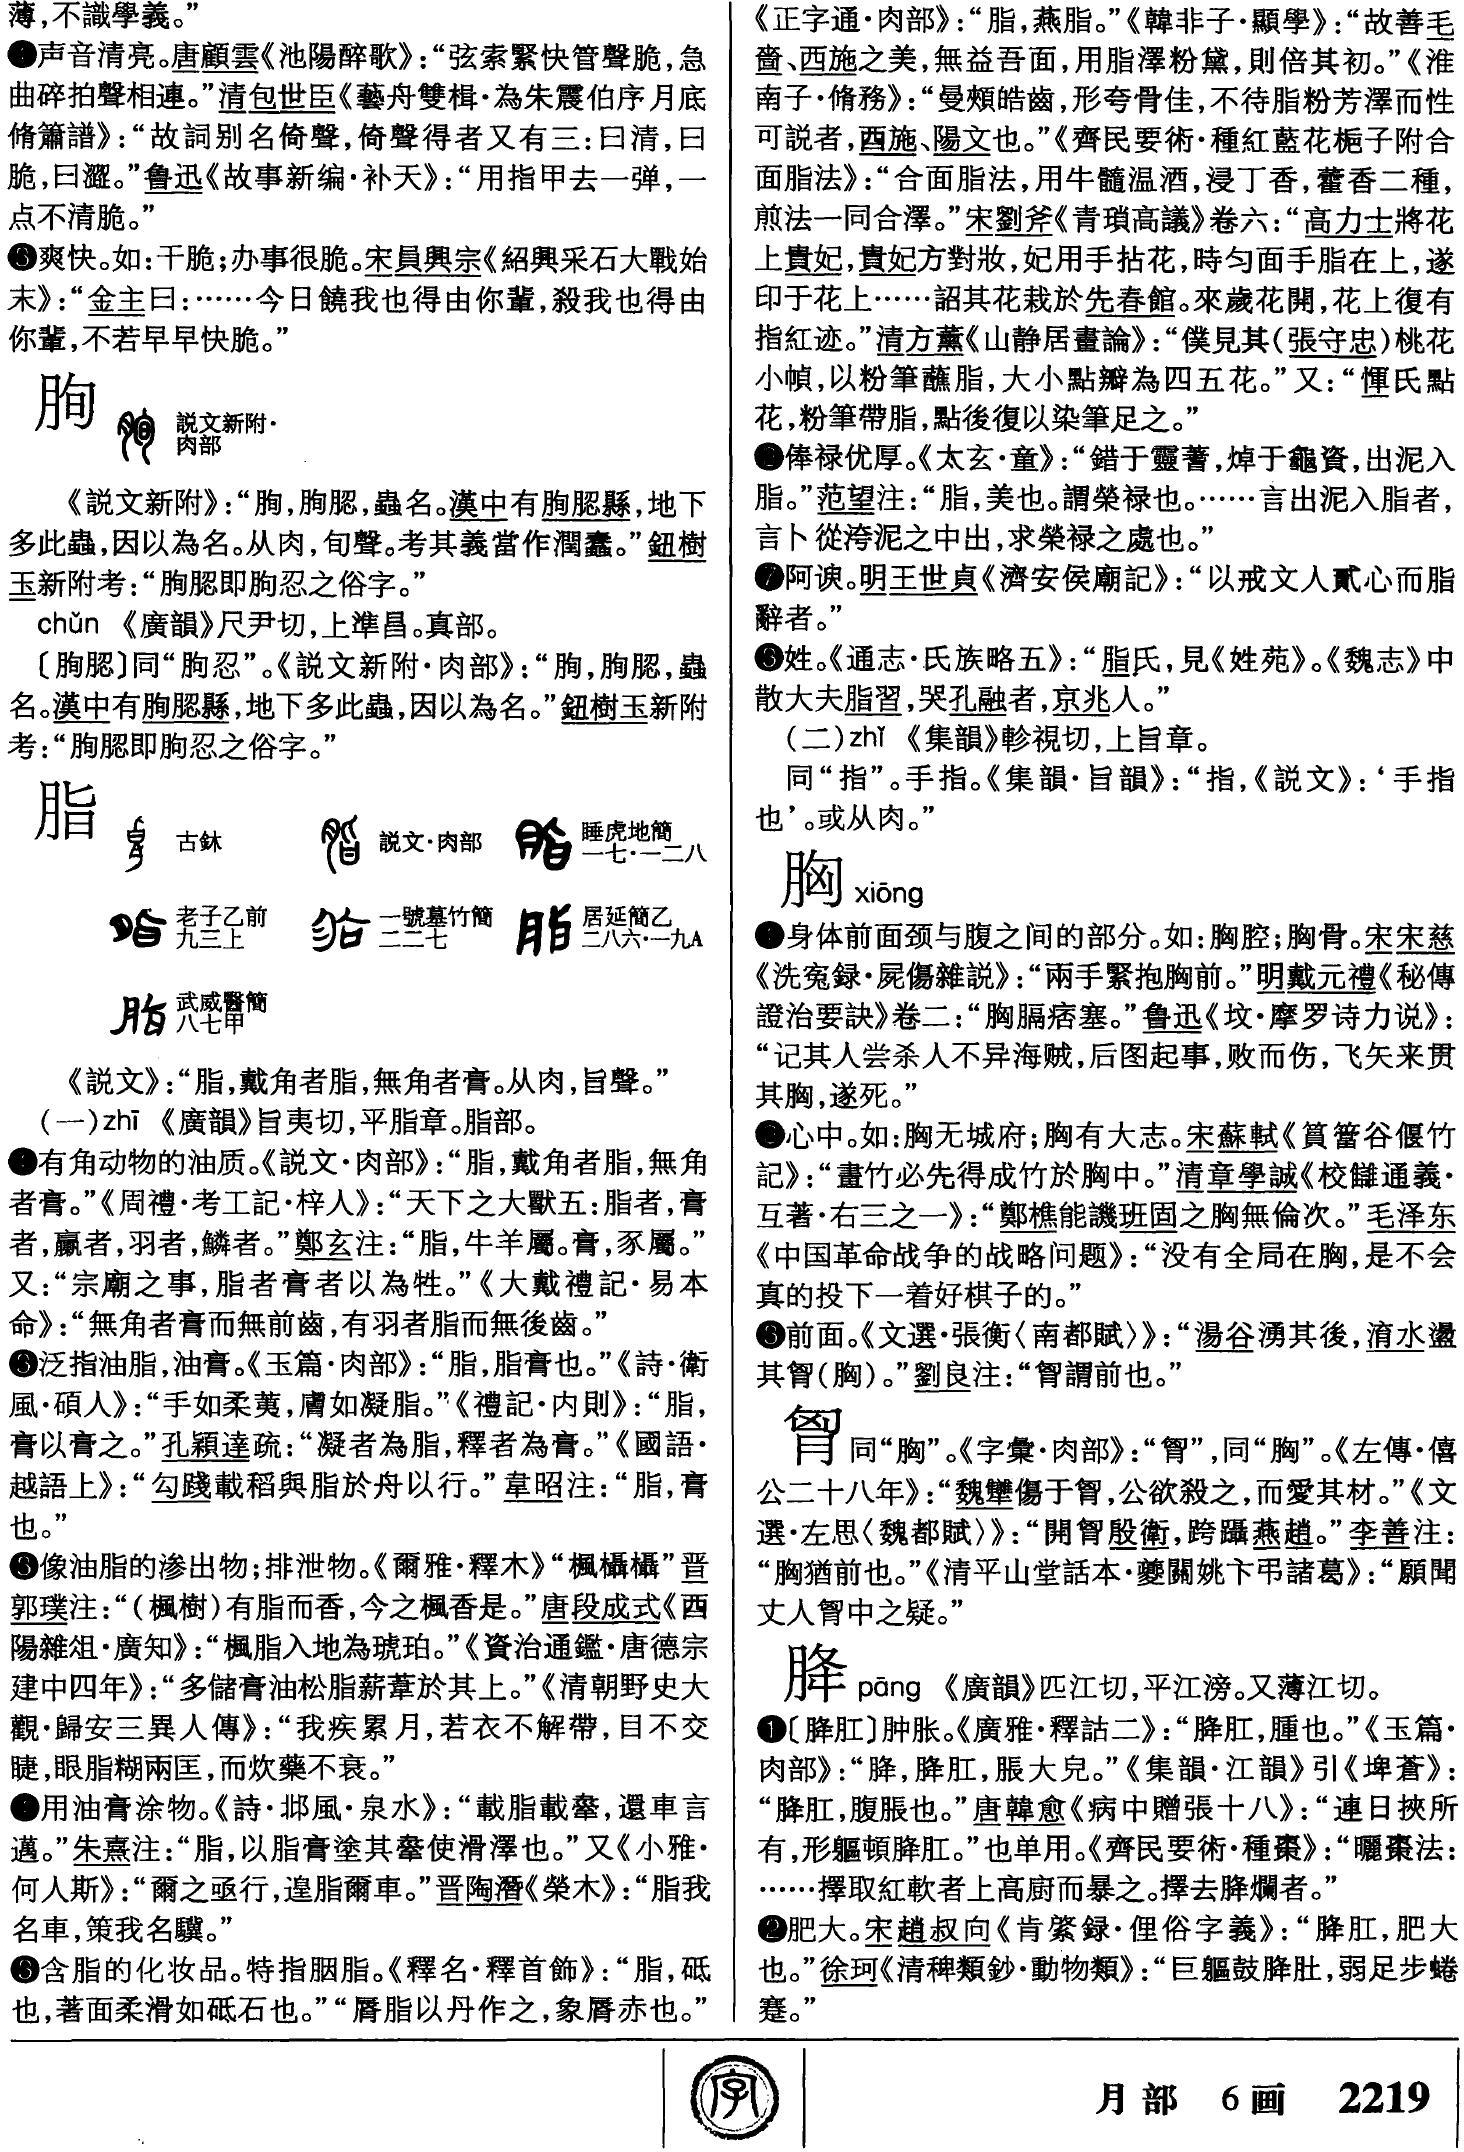 薄，不識學義。”
❺声音清亮。唐顧雲《池陽醉歌》：“弦索緊快管聲脆，急
曲碎拍聲相連。”清包世臣《藝舟雙楫·為朱震伯序月底
脩簫譜》：“故詞别名倚聲，倚聲得者又有三：曰清，曰
脆，曰澀。”鲁迅《故事新编·补天》：“用指甲去一弹，一
点不清脆。”
❻爽快。如：干脆；办事很脆。宋員興宗《紹興采石大戰始
末》：“金主曰：……今日饒我也得由你輩，殺我也得由
你輩，不若早早快脆。”
朐 説文新附·
肉部
《説文新附》：“朐，朐䏰，蟲名。漢中有朐䏰縣，地下
多此蟲，因以為名。从肉，旬聲。考其義當作潤蠢。”鈕樹
玉新附考：“朐䏰即朐忍之俗字。”
chǔn 《廣韻》尺尹切，上準昌。真部。
〔朐䏰〕同“朐忍”。《説文新附·肉部》：“朐，朐䏰，蟲
名。漢中有朐䏰縣，地下多此蟲，因以為名。”鈕樹玉新附
考：“朐䏰即朐忍之俗字。”
脂 古鉥 説文·肉部 睡虎地簡
一七·一二八
老子乙前
九三上 一號墓竹簡
二二七 居延簡乙
二八六·一九A
武威醫簡
八七甲
《説文》：“脂，戴角者脂，無角者膏。从肉，旨聲。”
（一）zhī 《廣韻》旨夷切，平脂章。脂部。
❶有角动物的油质。《説文·肉部》：“脂，戴角者脂，無角
者膏。”《周禮·考工記·梓人》：“天下之大獸五：脂者，膏
者，臝者，羽者，鱗者。”鄭玄注：“脂，牛羊屬。膏，豕屬。”
又：“宗廟之事，脂者膏者以為牲。”《大戴禮記·易本
命》：“無角者膏而無前齒，有羽者脂而無後齒。”
❷泛指油脂，油膏。《玉篇·肉部》：“脂，脂膏也。”《詩·衛
風·碩人》：“手如柔荑，膚如凝脂。”《禮記·内則》：“脂，
膏以膏之。”孔穎達疏：“凝者為脂，釋者為膏。”《國語·
越語上》：“勾踐載稻與脂於舟以行。”韋昭注：“脂，膏
也。”
❸像油脂的渗出物；排泄物。《爾雅·釋木》“楓欇欇”晋
郭璞注：“（楓樹）有脂而香，今之楓香是。”唐段成式《酉
陽雜俎·廣知》：“楓脂入地為琥珀。”《資治通鑑·唐德宗
建中四年》：“多儲膏油松脂薪葦於其上。”《清朝野史大
觀·歸安三異人傳》：“我疾累月，若衣不解帶，目不交
睫，眼脂糊兩匡，而炊藥不衰。”
❹用油膏涂物。《詩·邶風·泉水》：“載脂載舝，還車言
邁。”朱熹注：“脂，以脂膏塗其舝使滑澤也。”又《小雅·
何人斯》：“爾之亟行，遑脂爾車。”晋陶潛《榮木》：“脂我
名車，策我名驥。”
❺含脂的化妆品。特指胭脂。《釋名·釋首飾》：“脂，砥
也，著面柔滑如砥石也。”“脣脂以丹作之，象脣赤也。”
《正字通·肉部》：“脂，燕脂。”《韓非子·顯學》：“故善毛
嗇、西施之美，無益吾面，用脂澤粉黛，則倍其初。”《淮
南子·脩務》：“曼頰皓齒，形夸骨佳，不待脂粉芳澤而性
可説者，西施、陽文也。”《齊民要術·種紅藍花梔子附合
面脂法》：“合面脂法，用牛髓温酒，浸丁香，藿香二種，
煎法一同合澤。”宋劉斧《青瑣高議》卷六：“高力士將花
上貴妃，貴妃方對妝，妃用手拈花，時匀面手脂在上，遂
印于花上……詔其花栽於先春館。來歲花開，花上復有
指紅迹。”清方薰《山静居畫論》：“僕見其（張守忠）桃花
小幀，以粉筆蘸脂，大小點瓣為四五花。”又：“惲氏點
花，粉筆帶脂，點後復以染筆足之。”
❻俸禄优厚。《太玄·童》：“錯于靈蓍，焯于龜資，出泥入
脂。”范望注：“脂，美也。謂榮禄也。……言出泥入脂者，
言卜從洿泥之中出，求榮禄之處也。”
❼阿谀。明王世貞《濟安侯廟記》：“以戒文人貳心而脂
辭者。”
❽姓。《通志·氏族略五》：“脂氏，見《姓苑》。《魏志》中
散大夫脂習，哭孔融者，京兆人。”
（二）zhǐ 《集韻》軫視切，上旨章。
同“指”。手指。《集韻·旨韻》：“指，《説文》：‘手指
也’。或从肉。”
胸 xiōng
❶身体前面颈与腹之间的部分。如：胸腔；胸骨。宋宋慈
《洗寃録·屍傷雜説》：“兩手緊抱胸前。”明戴元禮《秘傳
證治要訣》卷二：“胸膈痞塞。”鲁迅《坟·摩罗诗力说》：
“记其人尝杀人不异海贼，后图起事，败而伤，飞矢来贯
其胸，遂死。”
❷心中。如：胸无城府；胸有大志。宋蘇軾《篔簹谷偃竹
記》：“畫竹必先得成竹於胸中。”清章學誠《校讎通義·
互著·右三之一》：“鄭樵能譏班固之胸無倫次。”毛泽东
《中国革命战争的战略问题》：“没有全局在胸，是不会
真的投下一着好棋子的。”
❸前面。《文選·張衡〈南都賦〉》：“湯谷湧其後，淯水盪
其胷（胸）。”劉良注：“胷謂前也。”
胷 同“胸”。《字彙·肉部》：“胷”，同“胸”。《左傳·僖
公二十八年》：“魏犨傷于胷，公欲殺之，而愛其材。”《文
選·左思〈魏都賦〉》：“開胷殷衛，跨躡燕趙。”李善注：
“胸猶前也。”《清平山堂話本·夔關姚卞弔諸葛》：“願聞
丈人胷中之疑。”
胮 pāng 《廣韻》匹江切，平江滂。又薄江切。
❶〔胮肛〕肿胀。《廣雅·釋詁二》：“胮肛，腫也。”《玉篇·
肉部》：“胮，胮肛，脹大皃。”《集韻·江韻》引《埤蒼》：
“胮肛，腹脹也。”唐韓愈《病中贈張十八》：“連日挾所
有，形軀頓胮肛。”也单用。《齊民要術·種棗》：“曬棗法：
……擇取紅軟者上高廚而暴之。擇去胮爛者。”
❷肥大。宋趙叔向《肯綮録·俚俗字義》：“胮肛，肥大
也。”徐珂《清稗類鈔·動物類》：“巨軀鼓胮肚，弱足步蜷
蹇。”
字
月部 6画 2219